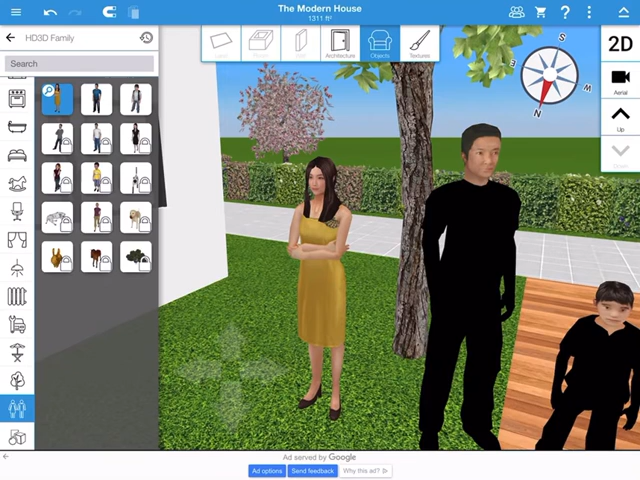 The Modern House
1311 ft²
HD3D Family
Search
Architecture
Objects
Textures
2D
Aerial
Up
S
E
W
N
Ad served by Google
Ad options
Send feedback
Why this ad?